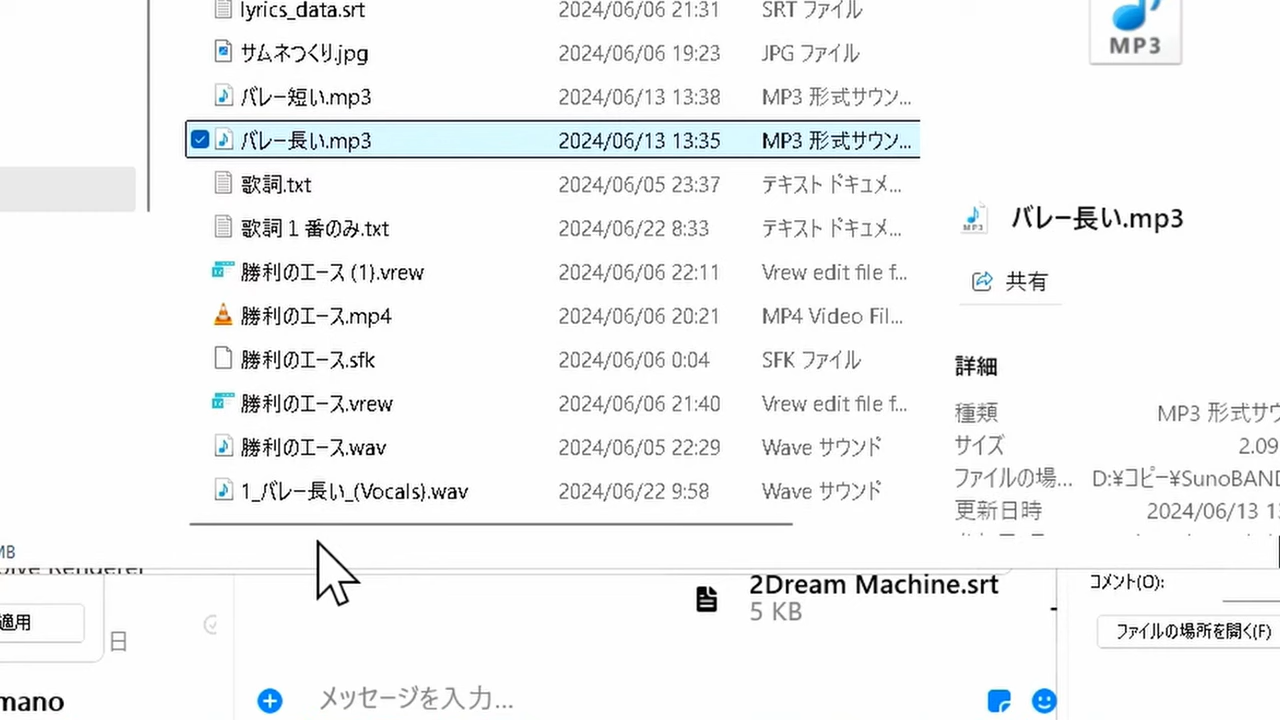 lyrics_data.srt 2024/06/06 21:31 SRT ファイル
サムネつくり.jpg 2024/06/06 19:23 JPG ファイル
MP3
バレー短い.mp3 2024/06/13 13:38 MP3 形式サウン...
バレー長い.mp3 2024/06/13 13:35 MP3 形式サウン...
歌詞.txt 2024/06/05 23:37 テキスト ドキュメ...
歌詞 1 番のみ.txt 2024/06/22 8:33 テキスト ドキュメ...
勝利のエース (1).vrew 2024/06/06 22:11 Vrew edit file f...
勝利のエース.mp4 2024/06/06 20:21 MP4 Video Fil...
勝利のエース.sfk 2024/06/06 0:04 SFK ファイル
勝利のエース.vrew 2024/06/06 21:40 Vrew edit file f...
勝利のエース.wav 2024/06/05 22:29 Wave サウンド
1_バレー長い_(Vocals).wav 2024/06/22 9:58 Wave サウンド
MP3
バレー長い.mp3
共有
詳細
種類 MP3 形式サウ
サイズ 2.09
ファイルの場... D:¥コピー¥SunoBAND
更新日時 2024/06/13 13
MB
Renderer
適用
日
mano
2Dream Machine.srt
5 KB
メッセージを入力...
コメント(O):
ファイルの場所を開く(F)